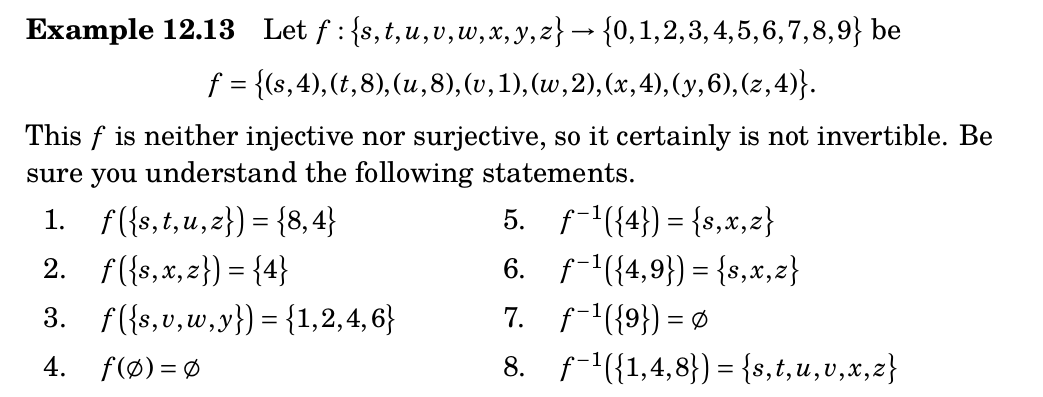 Example 12.13 Let f : {s,t,u,v,w,x,y,z} → {0,1,2,3,4,5,6,7,8,9} be
f = {(s,4),(t,8),(u,8),(v,1),(w,2),(x,4),(y,6),(z,4)}.
This f is neither injective nor surjective, so it certainly is not invertible. Be
sure you understand the following statements.
1. f({s,t,u,z}) = {8,4}
2. f({s,x,z}) = {4}
3. f({s,v,w,y}) = {1,2,4,6}
4. f(∅) = ∅
5. f⁻¹({4}) = {s,x,z}
6. f⁻¹({4,9}) = {s,x,z}
7. f⁻¹({9}) = ∅
8. f⁻¹({1,4,8}) = {s,t,u,v,x,z}